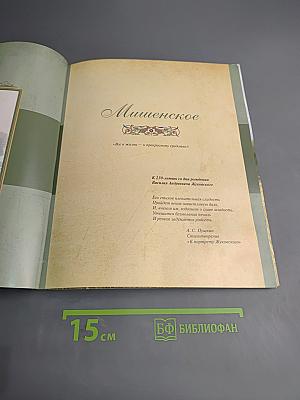 Мишенское
«Все в жизни — к прекрасному средство»
К 230-летию со дня рождения
Василия Андреевича Жуковского
Его стихов пленительная сладость
Пройдет веков завистливую даль,
И, внемля им, вздохнет о славе младость,
Утешится безмолвная печаль
И резвая задумается радость.
А. С. Пушкин
Стихотворение
«К портрету Жуковского»
15 см
БФ БИБЛИОФАН